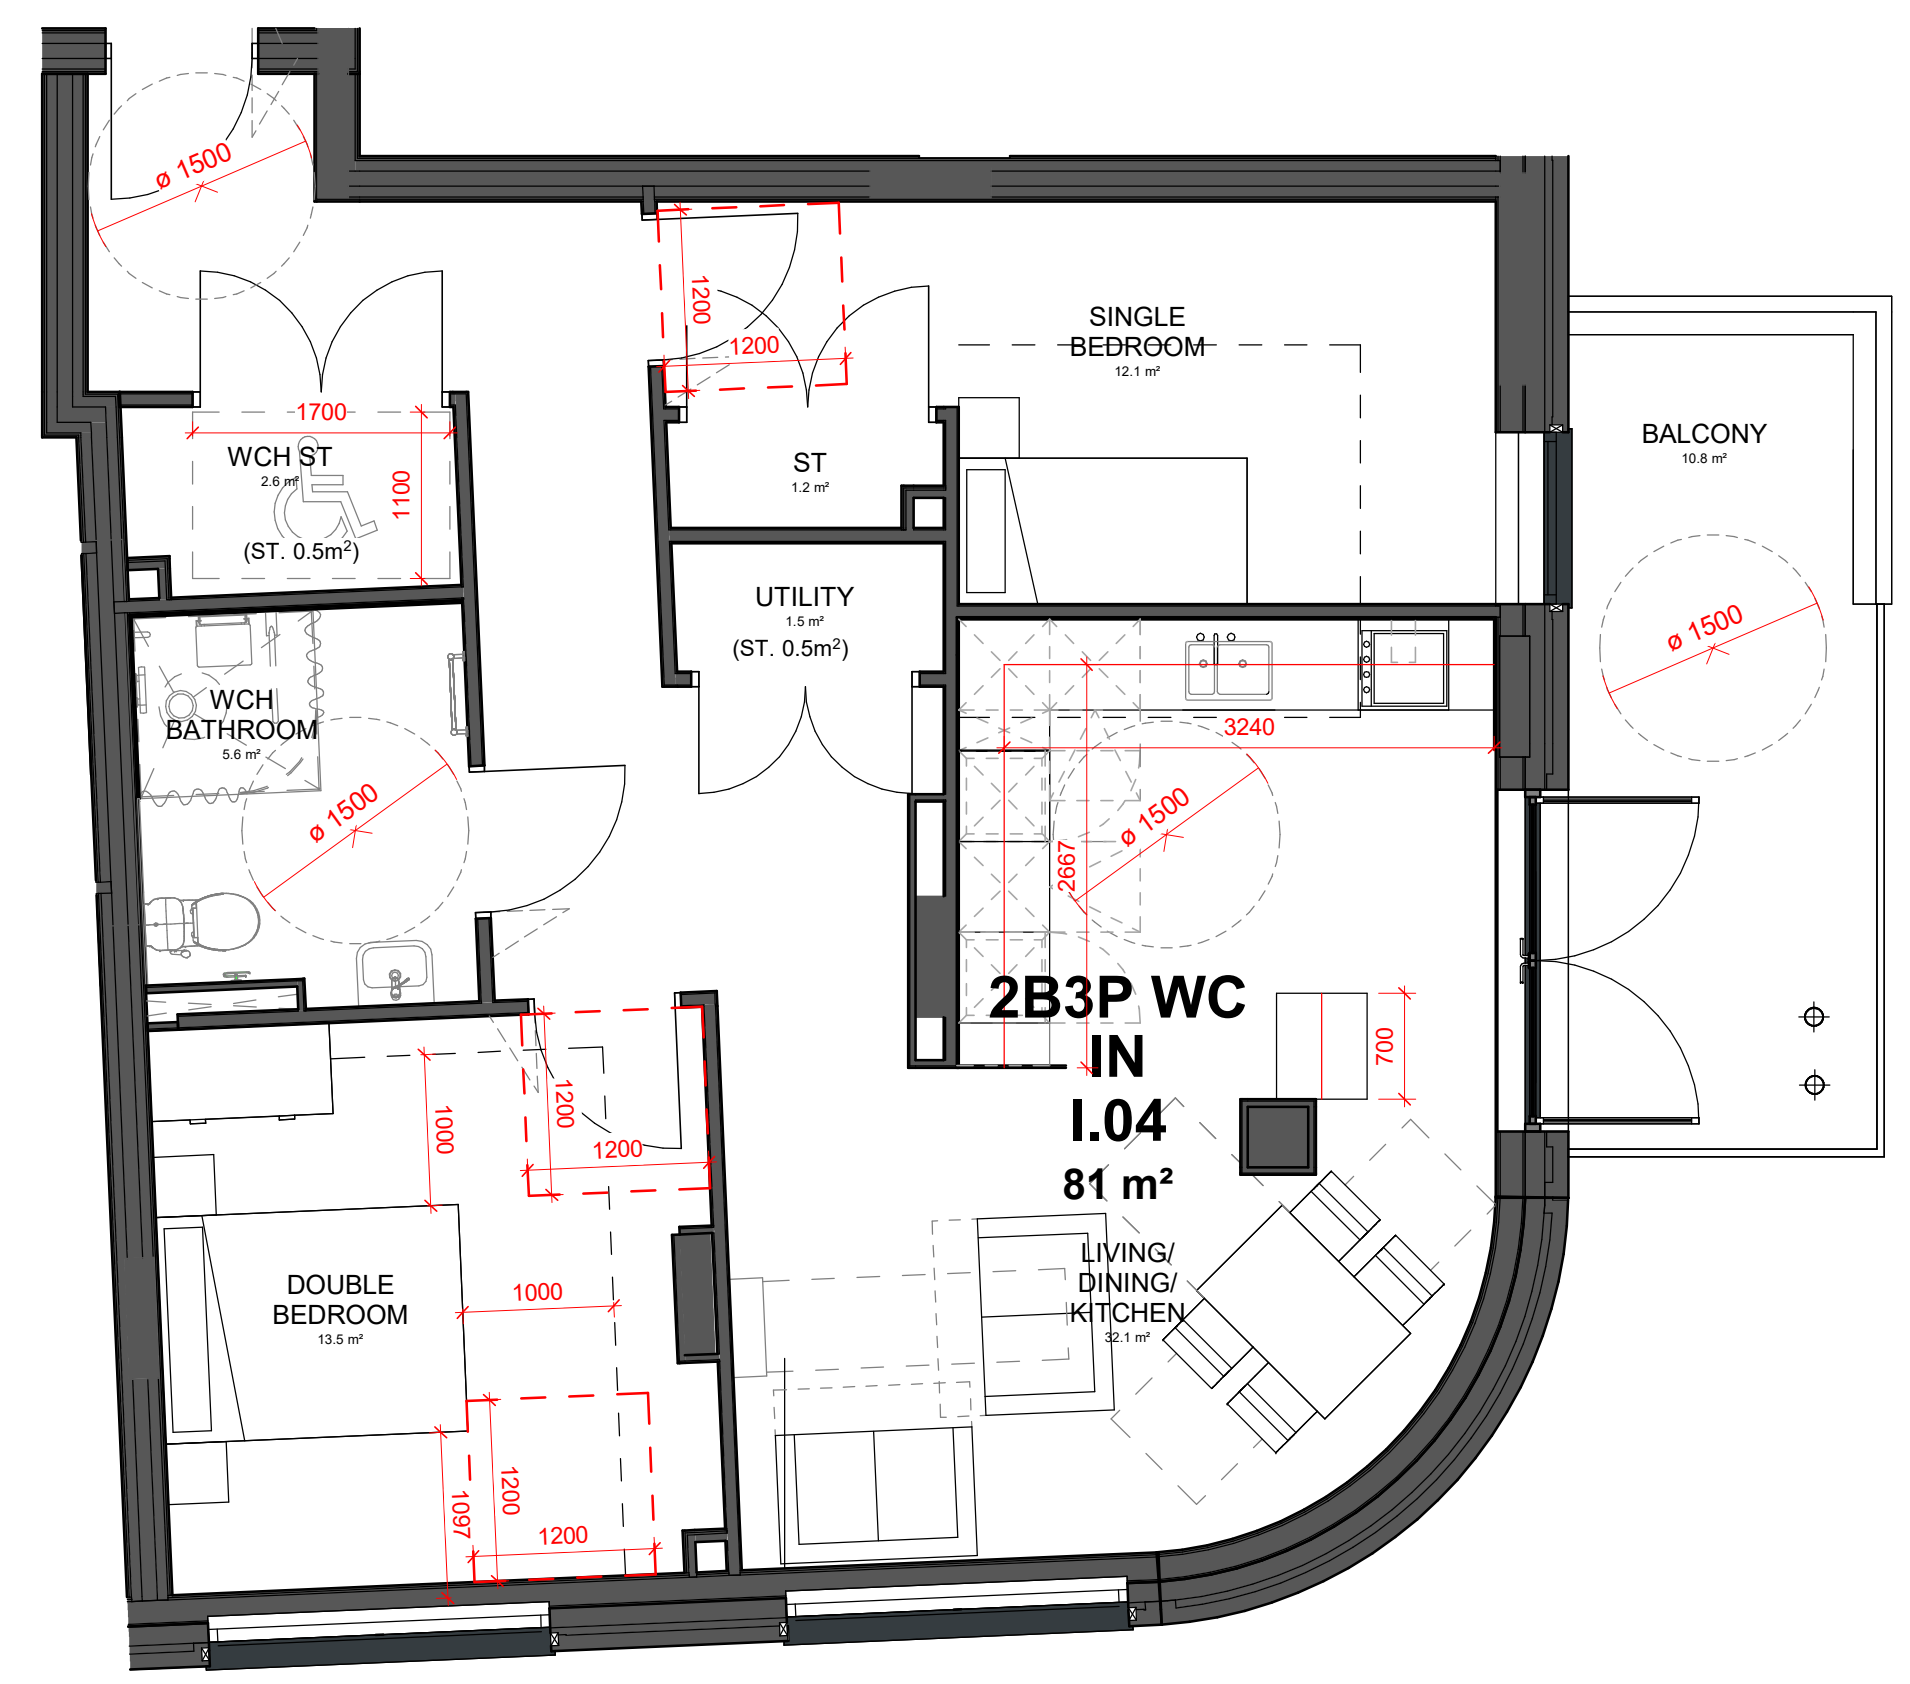 ø 1500
1200
1200
SINGLE
BEDROOM
12.1 m²
1700
WCH ST
2.6 m²
1100
(ST. 0.5m²)
ST
1.2 m²
BALCONY
10.8 m²
ø 1500
UTILITY
1.5 m²
(ST. 0.5m²)
WCH
BATHROOM
5.6 m²
ø 1500
3240
2667
ø 1500
2B3P WC
IN
I.04
81 m²
700
1000
1200
1200
LIVING/
DINING/
KITCHEN
32.1 m²
DOUBLE
BEDROOM
13.5 m²
1000
1200
1097
1200